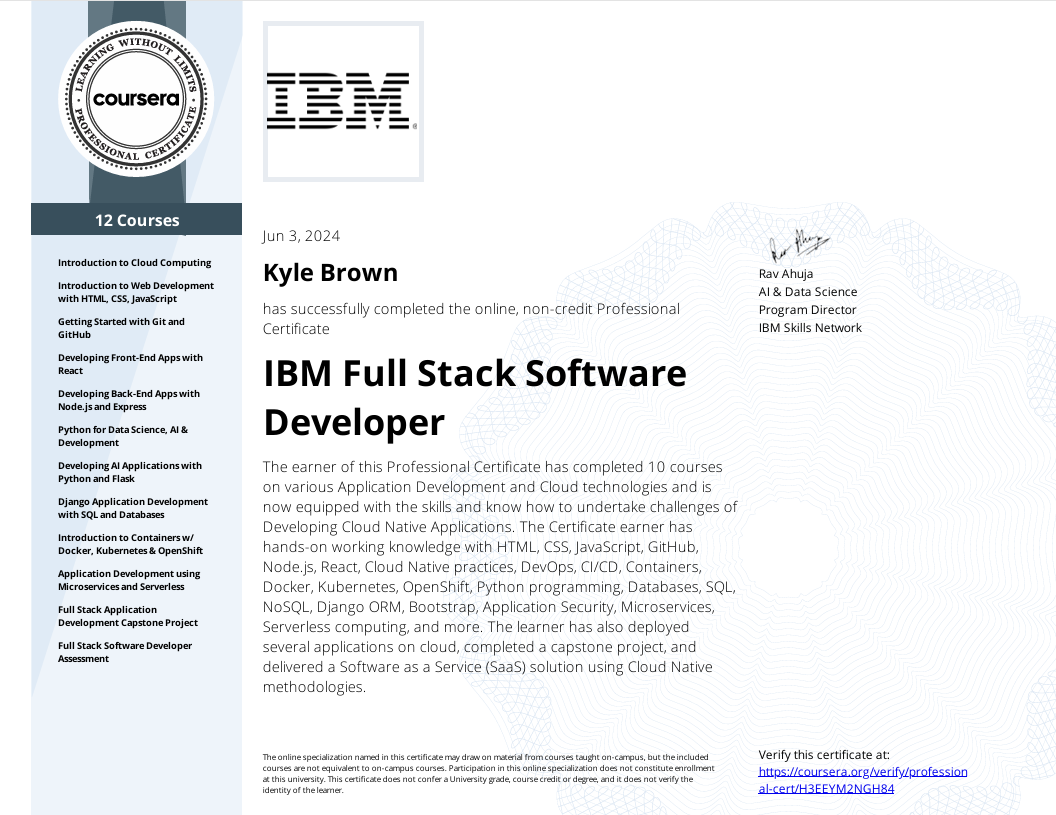 LEARNING WITHOUT LIMITS
coursera
PROFESSIONAL CERTIFICATE
12 Courses
Introduction to Cloud Computing
Introduction to Web Development
with HTML, CSS, JavaScript
Getting Started with Git and
GitHub
Developing Front-End Apps with
React
Developing Back-End Apps with
Node.js and Express
Python for Data Science, AI &
Development
Developing AI Applications with
Python and Flask
Django Application Development
with SQL and Databases
Introduction to Containers w/
Docker, Kubernetes & OpenShift
Application Development using
Microservices and Serverless
Full Stack Application
Development Capstone Project
Full Stack Software Developer
Assessment
IBM®
Jun 3, 2024
Kyle Brown
has successfully completed the online, non-credit Professional
Certificate
IBM Full Stack Software
Developer
The earner of this Professional Certificate has completed 10 courses
on various Application Development and Cloud technologies and is
now equipped with the skills and know how to undertake challenges of
Developing Cloud Native Applications. The Certificate earner has
hands-on working knowledge with HTML, CSS, JavaScript, GitHub,
Node.js, React, Cloud Native practices, DevOps, CI/CD, Containers,
Docker, Kubernetes, OpenShift, Python programming, Databases, SQL,
NoSQL, Django ORM, Bootstrap, Application Security, Microservices,
Serverless computing, and more. The learner has also deployed
several applications on cloud, completed a capstone project, and
delivered a Software as a Service (SaaS) solution using Cloud Native
methodologies.
The online specialization named in this certificate may draw on material from courses taught on-campus, but the included
courses are not equivalent to on-campus courses. Participation in this online specialization does not constitute enrollment
at this university. This certificate does not confer a University grade, course credit or degree, and it does not verify the
identity of the learner.
Rav Ahuja
Rav Ahuja
AI & Data Science
Program Director
IBM Skills Network
Verify this certificate at:
https://coursera.org/verify/profession
al-cert/H3EEYM2NGH84